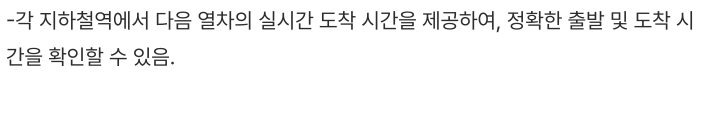 -각 지하철역에서 다음 열차의 실시간 도착 시간을 제공하여, 정확한 출발 및 도착 시
간을 확인할 수 있음.